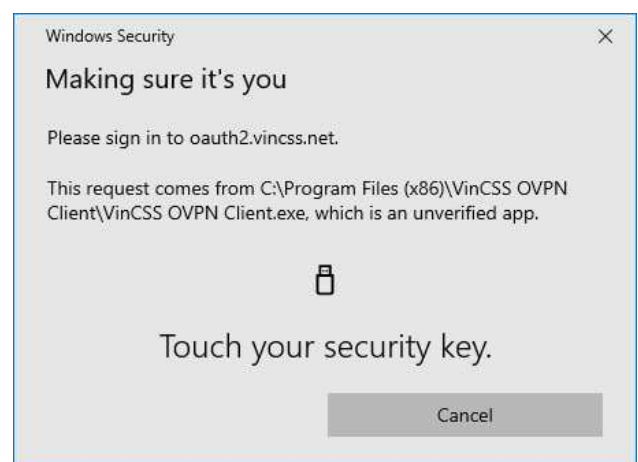 Windows Security
Making sure it's you
Please sign in to oauth2.vincss.net.
This request comes from C:\Program Files (x86)\VinCSS OVPN
Client\VinCSS OVPN Client.exe, which is an unverified app.
Touch your security key.
Cancel